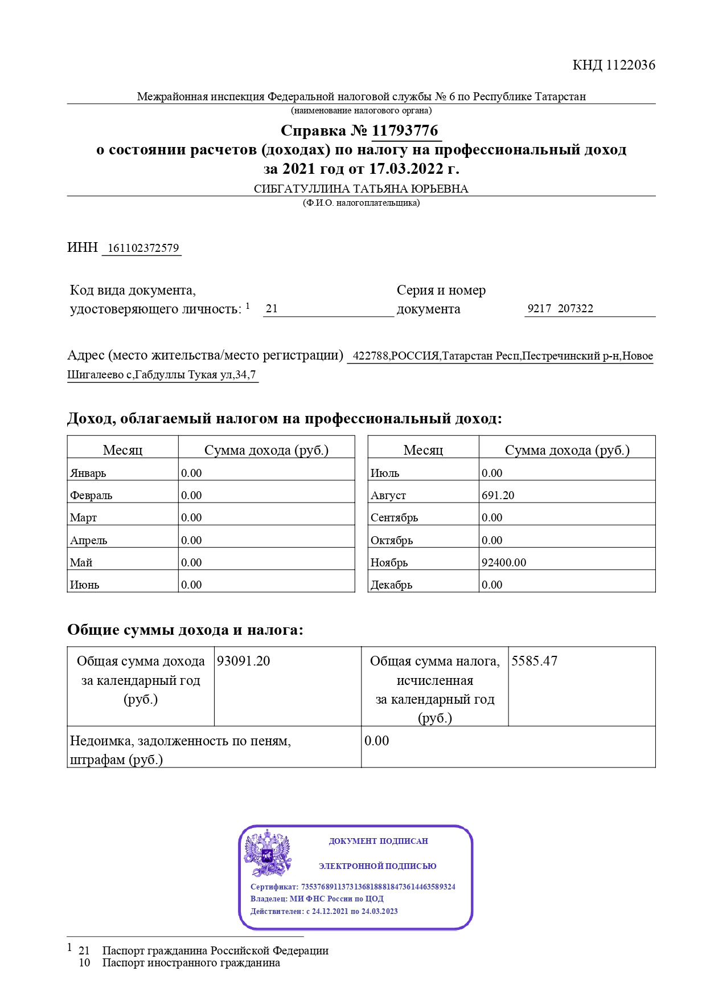 КНД 1122036
Межрайонная инспекция Федеральной налоговой службы № 6 по Республике Татарстан
(наименование налогового органа)
Справка № 11793776
о состоянии расчетов (доходах) по налогу на профессиональный доход
за 2021 год от 17.03.2022 г.
СИБГАТУЛЛИНА ТАТЬЯНА ЮРЬЕВНА
(Ф.И.О. налогоплательщика)
ИНН 161102372579
Код вида документа,
удостоверяющего личность: 1 21
Серия и номер
документа 9217 207322
Адрес (место жительства/место регистрации) 422788,РОССИЯ,Татарстан Респ,Пестречинский р-н,Новое
Шигалеево с,Габдуллы Тукая ул,34,7
Доход, облагаемый налогом на профессиональный доход:
Месяц Сумма дохода (руб.)
Январь 0.00
Февраль 0.00
Март 0.00
Апрель 0.00
Май 0.00
Июнь 0.00
Месяц Сумма дохода (руб.)
Июль 0.00
Август 691.20
Сентябрь 0.00
Октябрь 0.00
Ноябрь 92400.00
Декабрь 0.00
Общие суммы дохода и налога:
Общая сумма дохода
за календарный год
(руб.)
93091.20
Общая сумма налога,
исчисленная
за календарный год
(руб.)
5585.47
Недоимка, задолженность по пеням,
штрафам (руб.)
0.00
ДОКУМЕНТ ПОДПИСАН
ЭЛЕКТРОННОЙ ПОДПИСЬЮ
Сертификат: 73537689113731368188818473614463589324
Владелец: МИ ФНС России по ЦОД
Действителен: с 24.12.2021 по 24.03.2023
1 21 Паспорт гражданина Российской Федерации
10 Паспорт иностранного гражданина